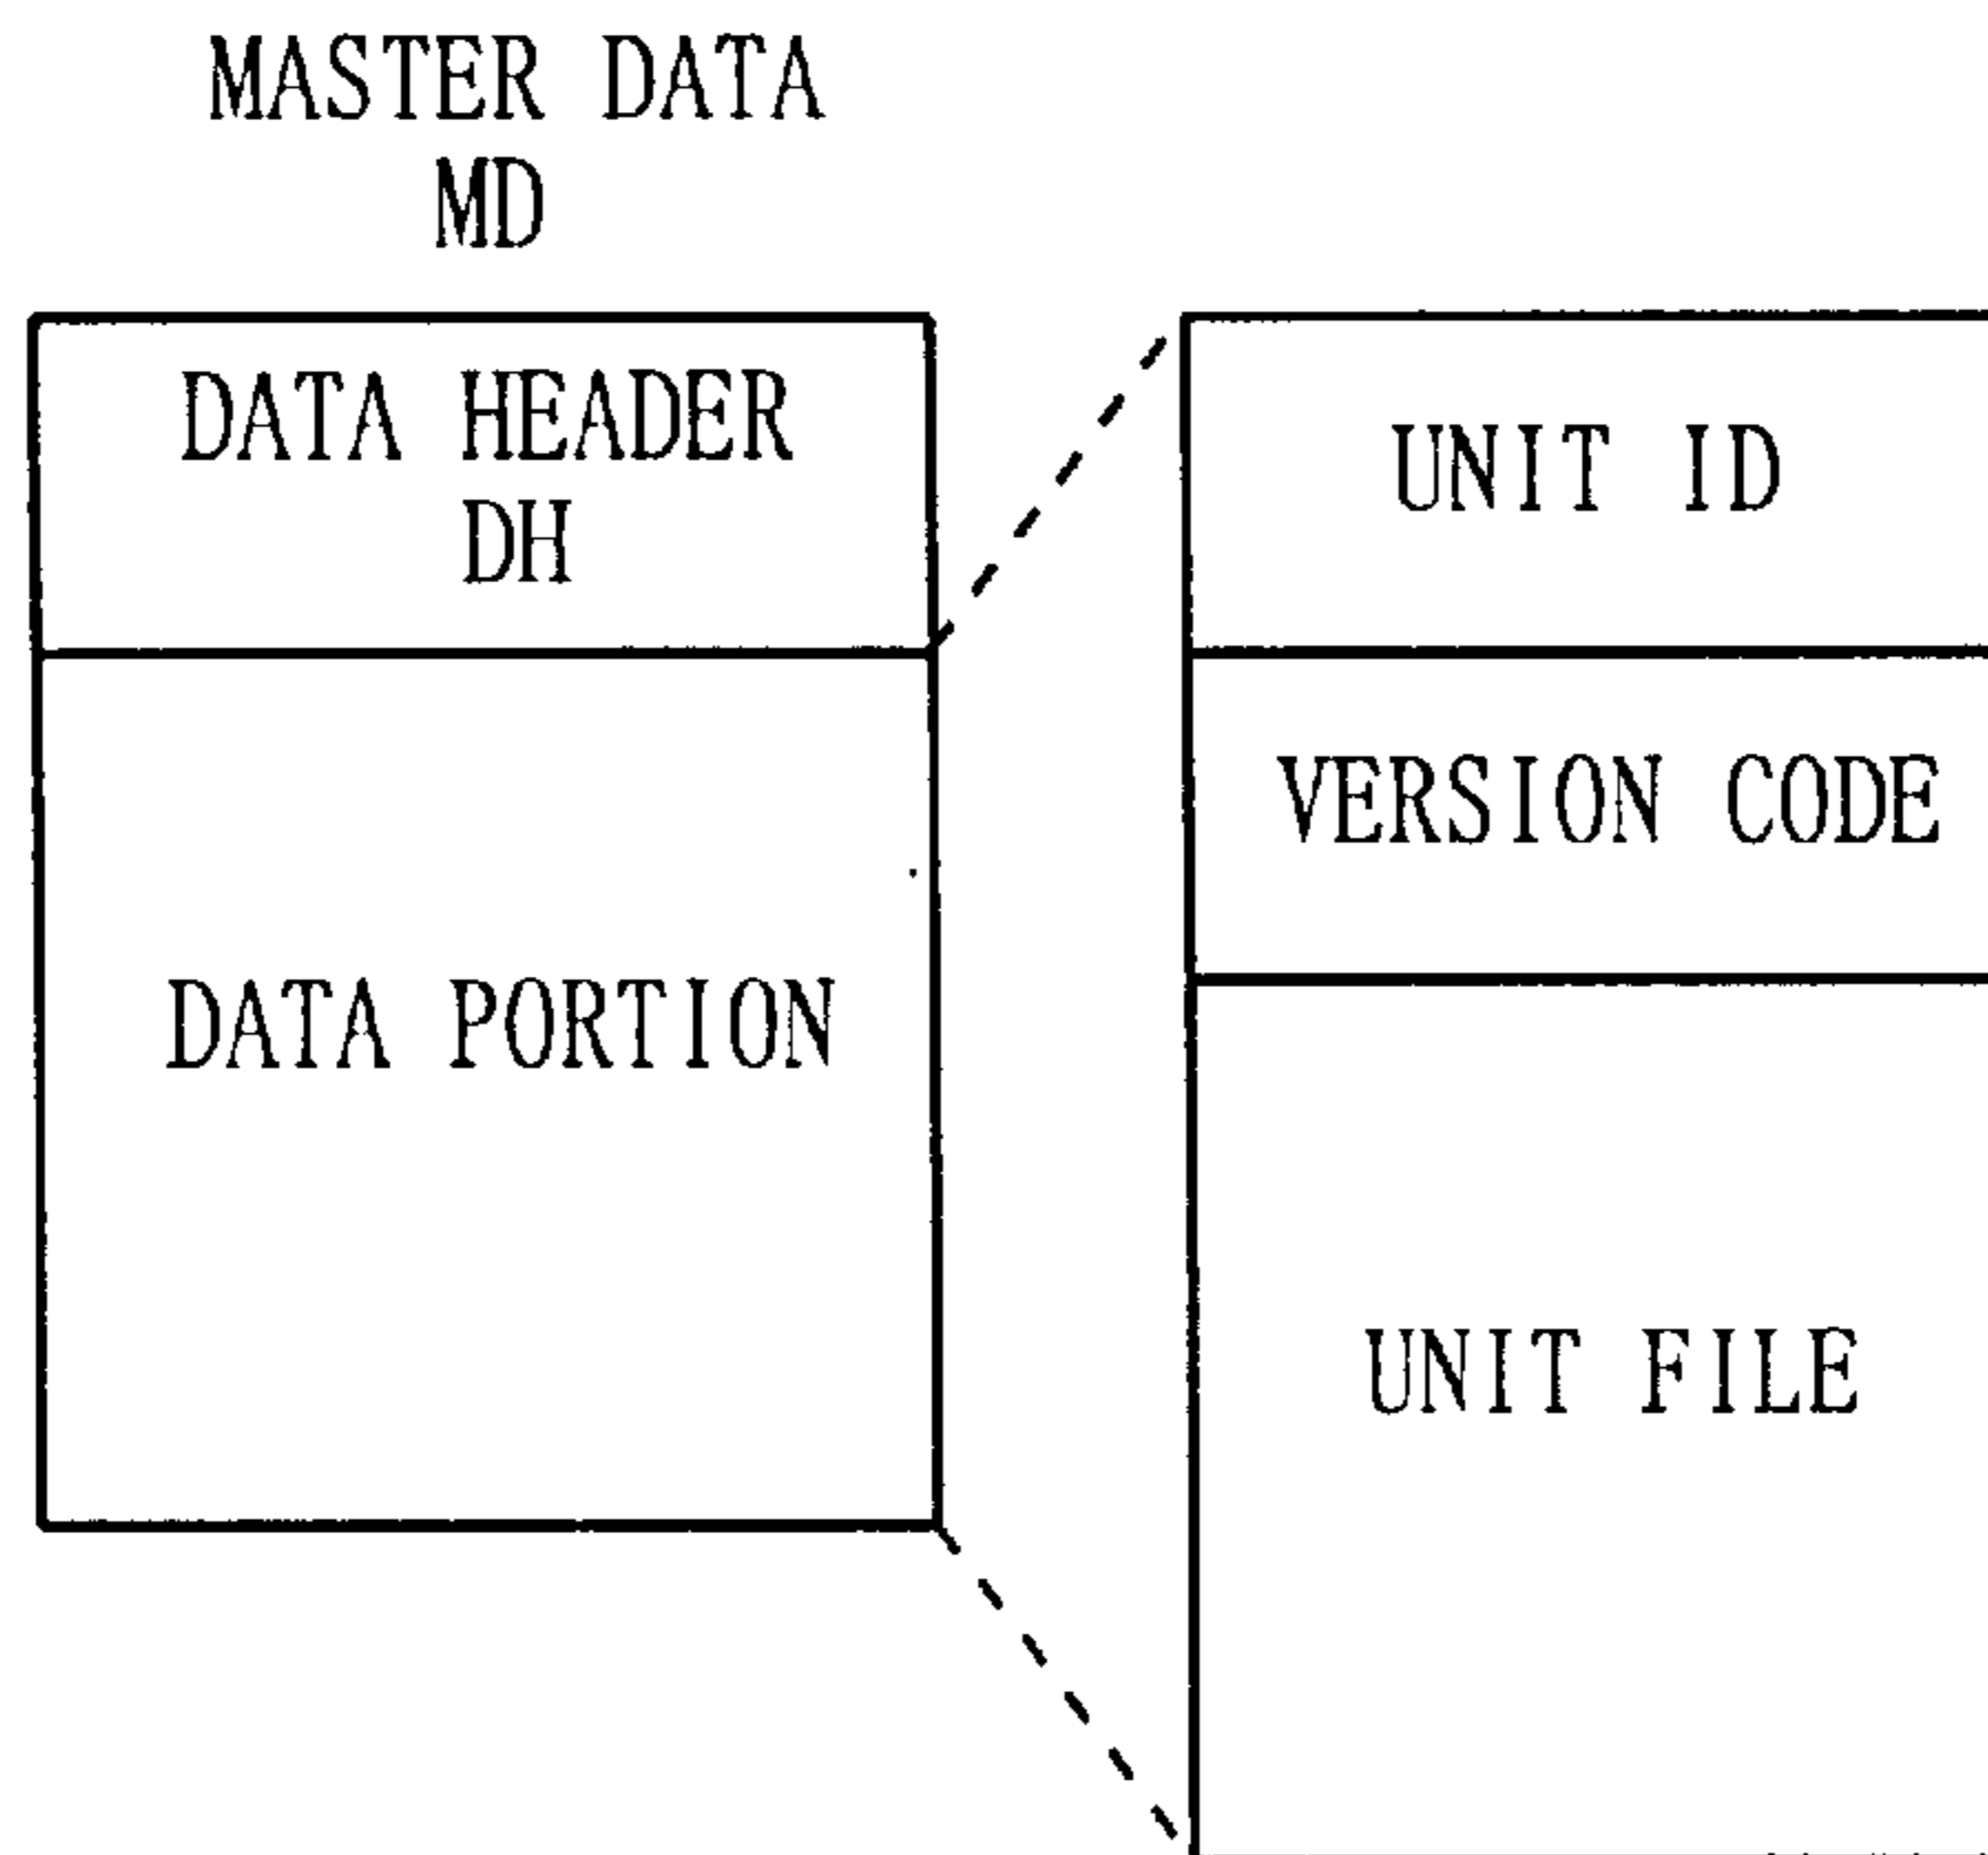 MASTER DATA
MD
DATA HEADER
DH
DATA PORTION
UNIT ID
VERSION CODE
UNIT FILE